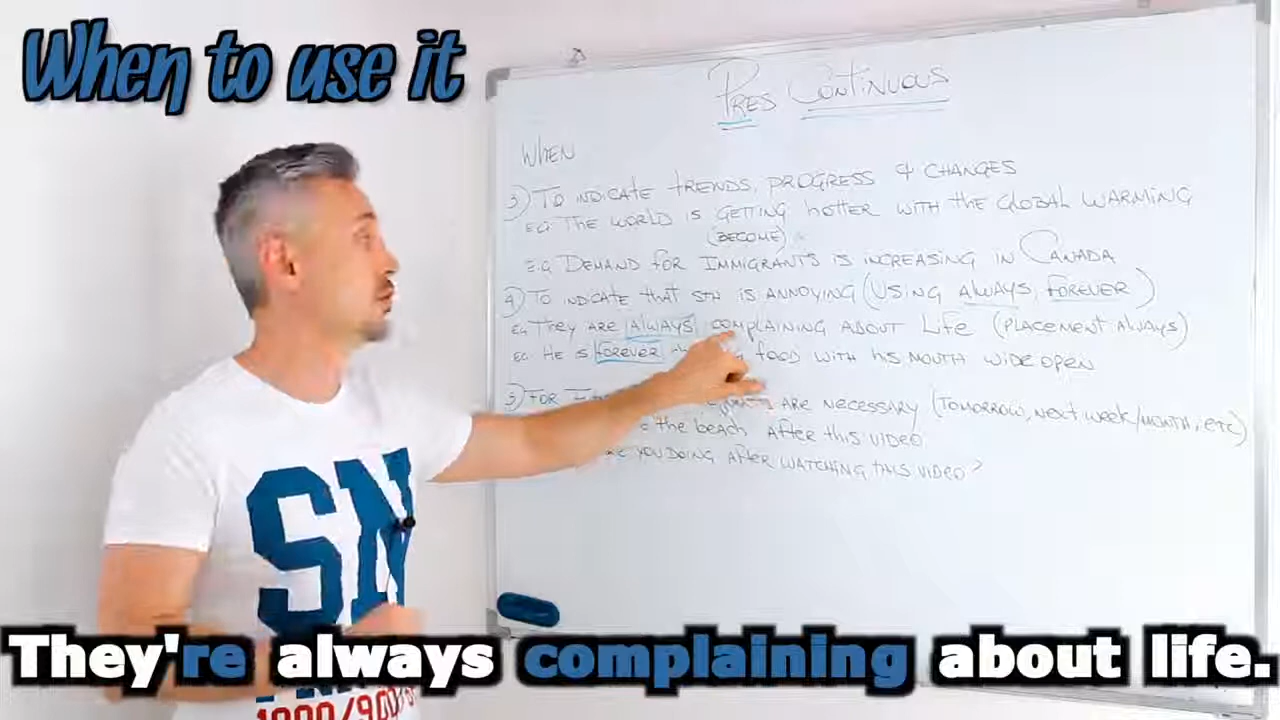 When to use it
PRES CONTINUOUS
WHEN
3) TO INDICATE TRENDS, PROGRESS & CHANGES
EG THE WORLD IS GETTING HOTTER WITH THE GLOBAL WARMING
(BECOME)
E.G DEMAND FOR IMMIGRANTS IS INCREASING IN CANADA
4) TO INDICATE THAT STH IS ANNOYING (USING ALWAYS, FOREVER)
EG THEY ARE ALWAYS COMPLAINING ABOUT LIFE (PLACEMENT ALWAYS)
EG. HE IS FOREVER FOOD WITH HIS MOUTH WIDE OPEN
5) FOR ARE NECESSARY (TOMORROW, NEXT WEEK/MONTH, ETC)
THE BEACH AFTER THIS VIDEO
YOU DOING AFTER WATCHING THIS VIDEO?
SN
They're always complaining about life.